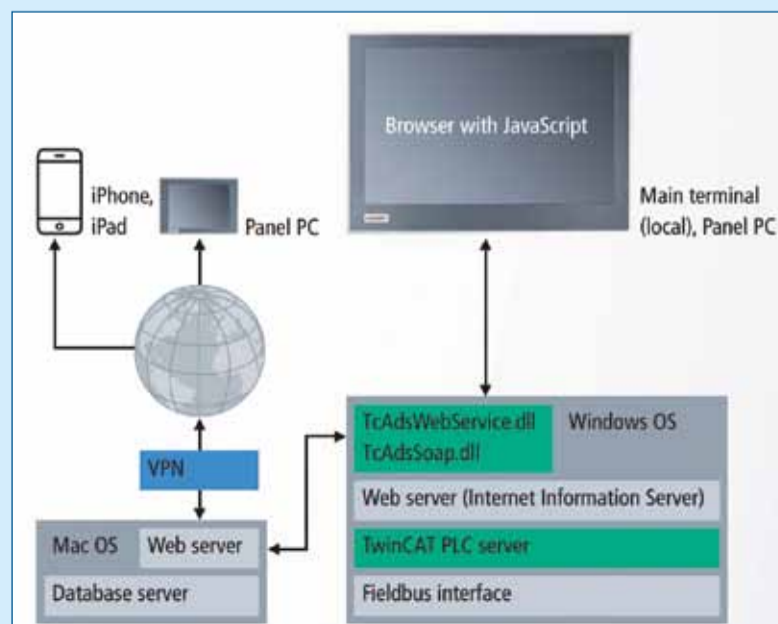 Browser with JavaScript
iPhone,
iPad
Panel PC
Main terminal
(local), Panel PC
TcAdsWebService.dll
TcAdsSoap.dll
Windows OS
VPN
Web server (Internet Information Server)
Mac OS
Web server
TwinCAT PLC server
Database server
Fieldbus interface